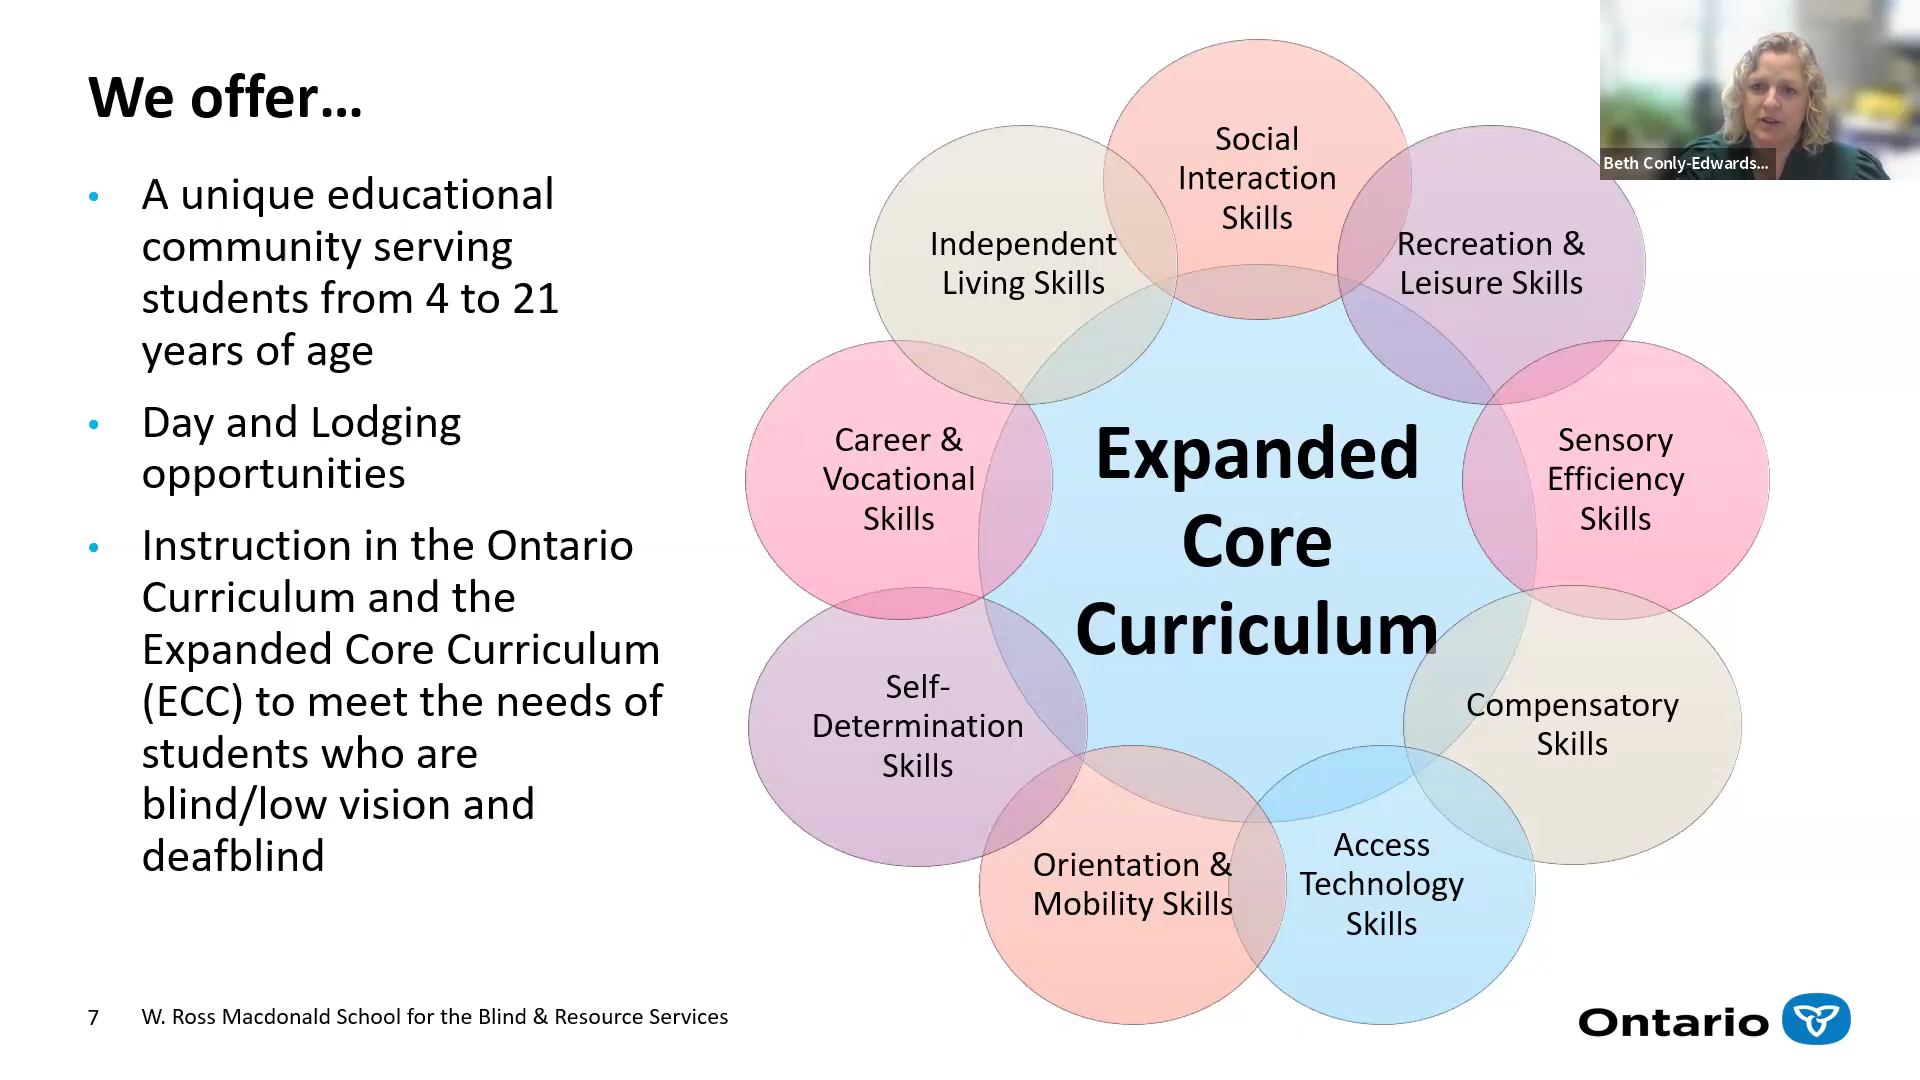 We offer...
• A unique educational
community serving
students from 4 to 21
years of age
• Day and Lodging
opportunities
• Instruction in the Ontario
Curriculum and the
Expanded Core Curriculum
(ECC) to meet the needs of
students who are
blind/low vision and
deafblind
Social
Interaction
Skills
Recreation &
Leisure Skills
Sensory
Efficiency
Skills
Compensatory
Skills
Access
Technology
Skills
Orientation &
Mobility Skills
Self-
Determination
Skills
Career &
Vocational
Skills
Independent
Living Skills
Expanded
Core
Curriculum
Beth Conly-Edwards...
7 W. Ross Macdonald School for the Blind & Resource Services
Ontario